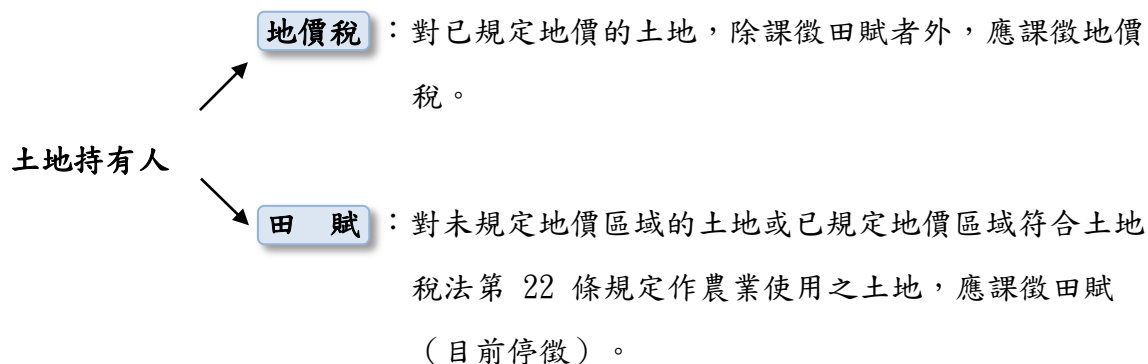 地價稅：對已規定地價的土地，除課徵田賦者外，應課徵地價
稅。
土地持有人
田　賦：對未規定地價區域的土地或已規定地價區域符合土地
稅法第 22 條規定作農業使用之土地，應課徵田賦
（目前停徵）。